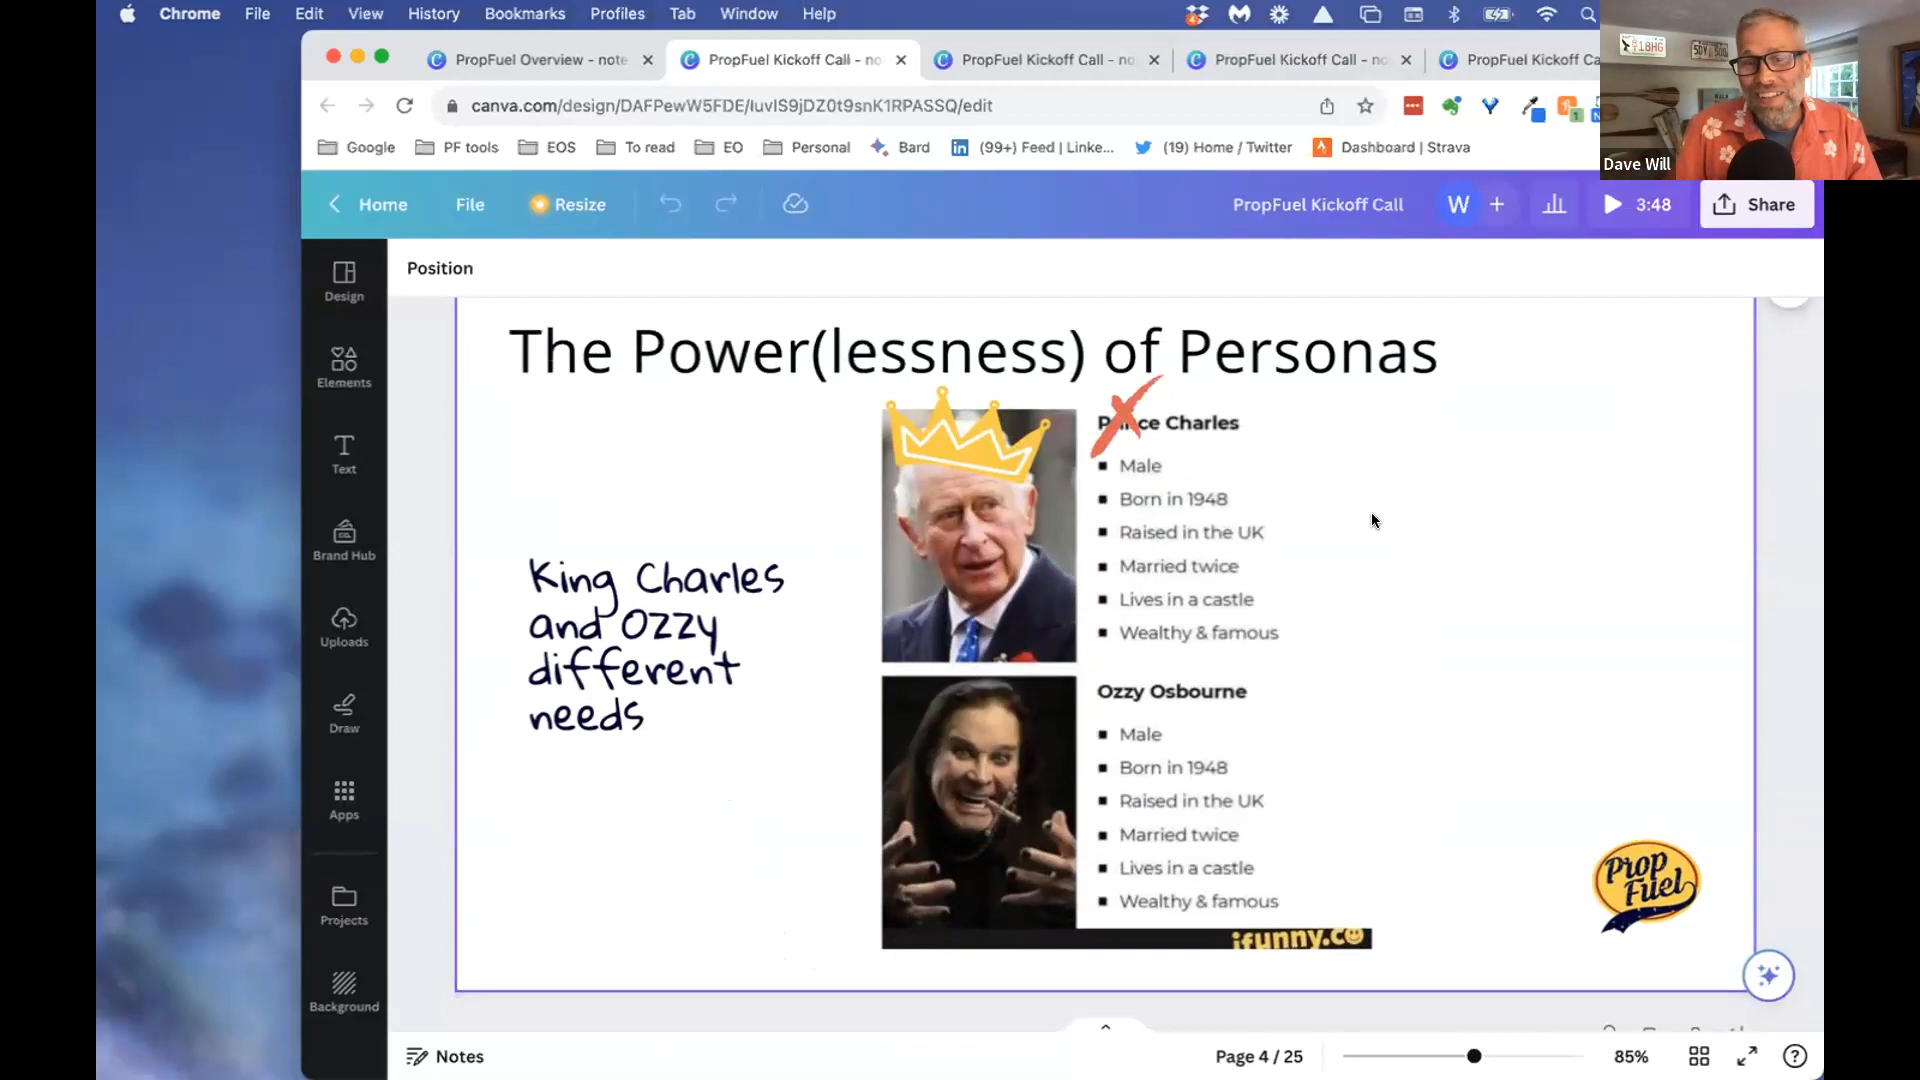 Chrome File Edit View History Bookmarks Profiles Tab Window Help
PropFuel Overview - note
PropFuel Kickoff Call - no
PropFuel Kickoff Call - no
PropFuel Kickoff Call - no
PropFuel Kickoff Ca
canva.com/design/DAFPewW5FDE/IuvIS9jDZ0t9snK1RPASSQ/edit
Google PF tools EOS To read EO Personal Bard (99+) Feed | Linke... (19) Home / Twitter Dashboard | Strava
Dave Will
Home File Resize PropFuel Kickoff Call W + 3:48 Share
Design
Elements
Text
Brand Hub
Uploads
Draw
Apps
Projects
Background
Position
The Power(lessness) of Personas
King Charles
and Ozzy
different
needs
Prince Charles
Male
Born in 1948
Raised in the UK
Married twice
Lives in a castle
Wealthy & famous
Ozzy Osbourne
Male
Born in 1948
Raised in the UK
Married twice
Lives in a castle
Wealthy & famous
ifunny.co
Prop
Fuel
Notes Page 4 / 25 85%